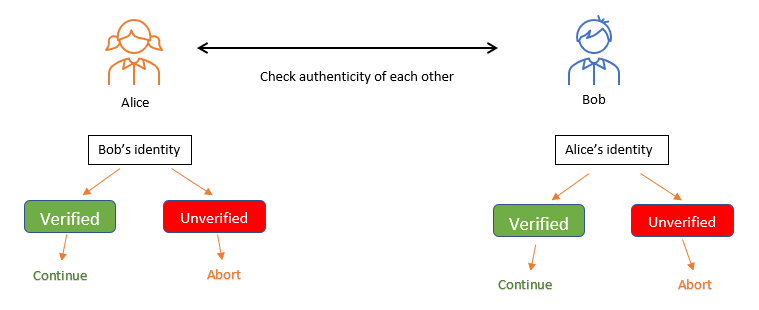 Check authenticity of each other
Alice
Bob
Bob's identity
Alice's identity
Verified
Unverified
Verified
Unverified
Continue
Abort
Continue
Abort